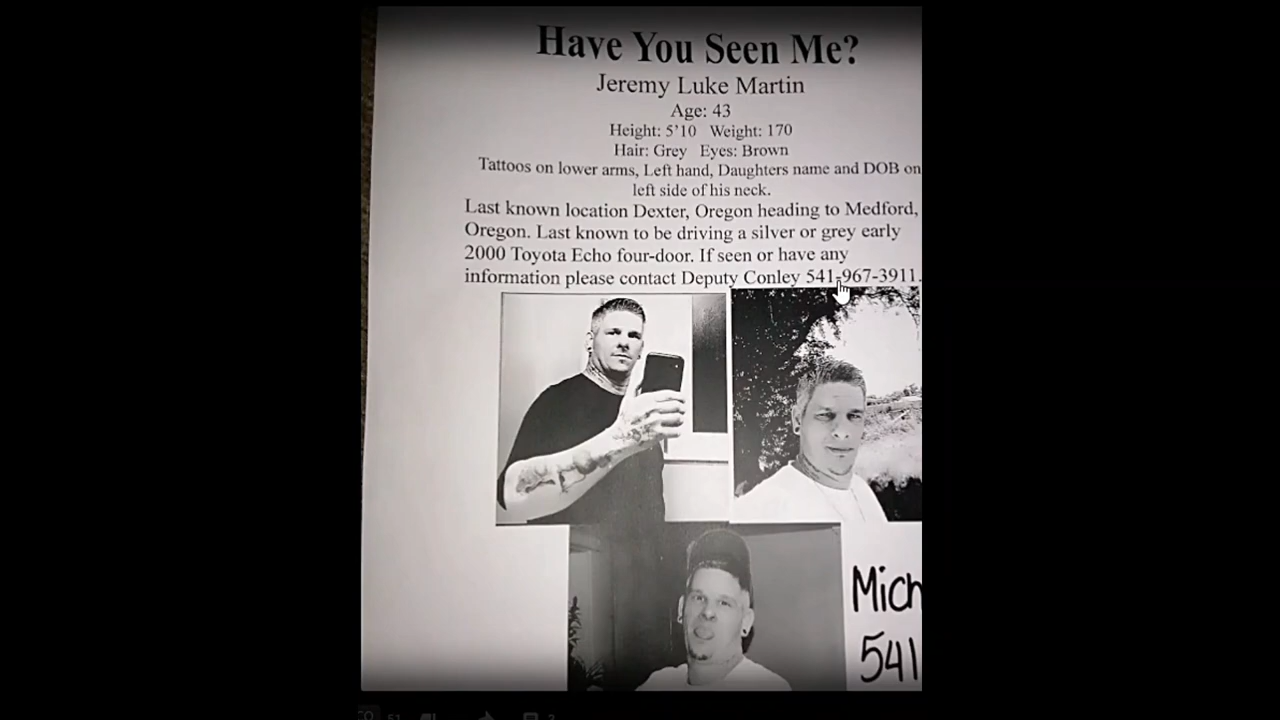 Have You Seen Me?
Jeremy Luke Martin
Age: 43
Height: 5'10 Weight: 170
Hair: Grey Eyes: Brown
Tattoos on lower arms, Left hand, Daughters name and DOB on
left side of his neck.
Last known location Dexter, Oregon heading to Medford,
Oregon. Last known to be driving a silver or grey early
2000 Toyota Echo four-door. If seen or have any
information please contact Deputy Conley 541-967-3911.
Mich
541